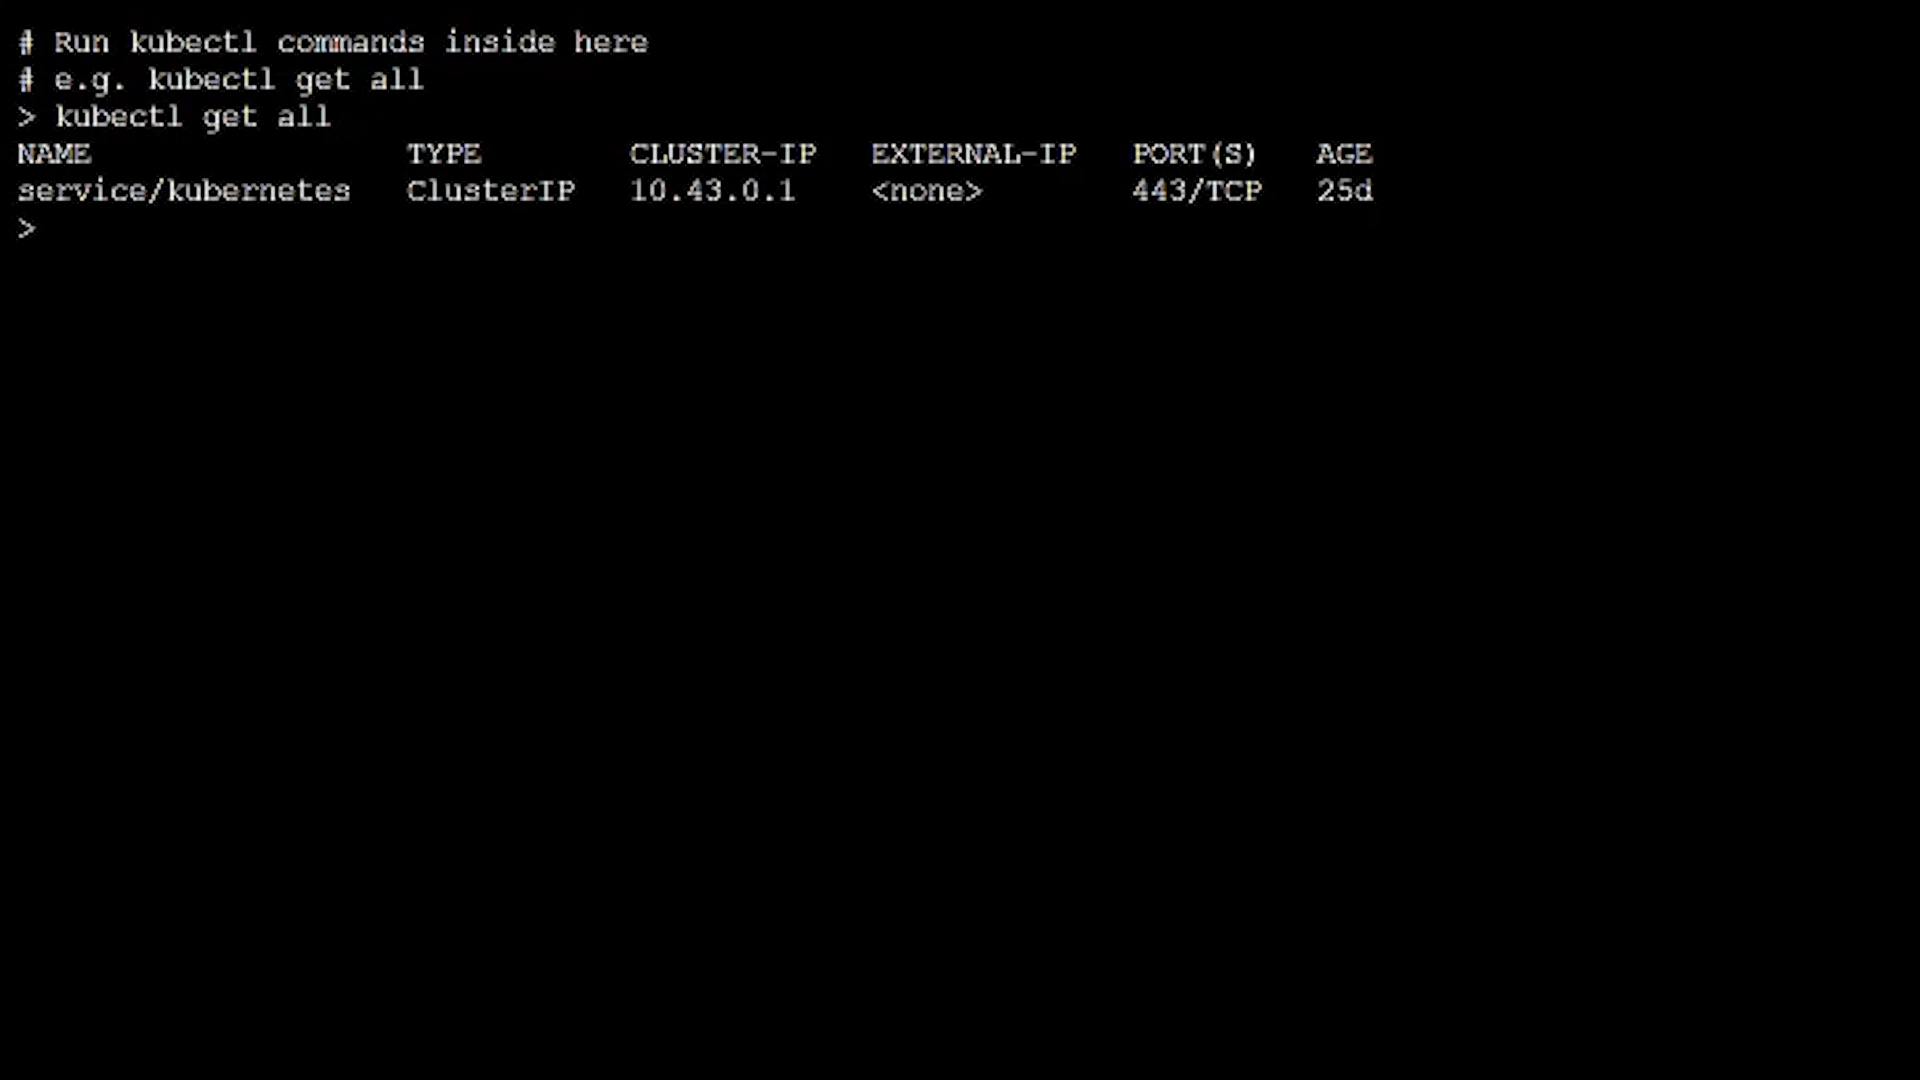 # Run kubectl commands inside here
# e.g. kubectl get all
> kubectl get all
NAME                 TYPE        CLUSTER-IP   EXTERNAL-IP   PORT(S)   AGE
service/kubernetes   ClusterIP   10.43.0.1    <none>        443/TCP   25d
>